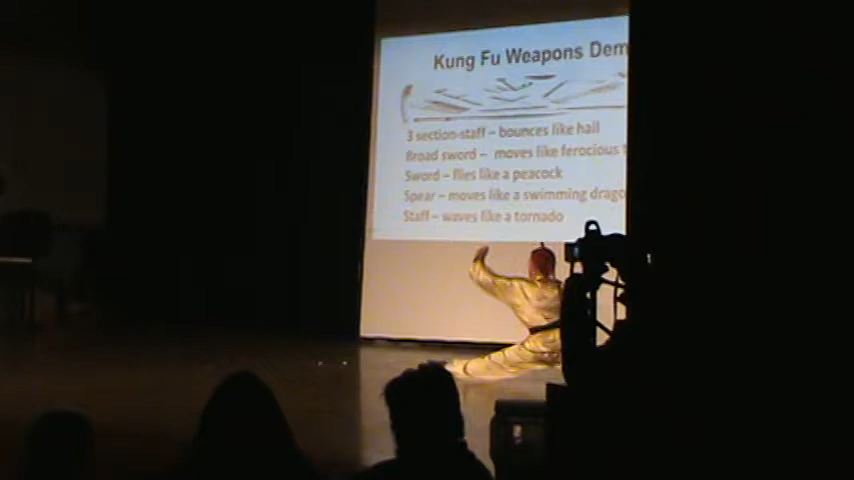 Kung Fu Weapons Dem
3 section-staff – bounces like hail
Broad sword – moves like ferocious
Sword – flies like a peacock
Spear – moves like a swimming drago
Staff – waves like a tornado